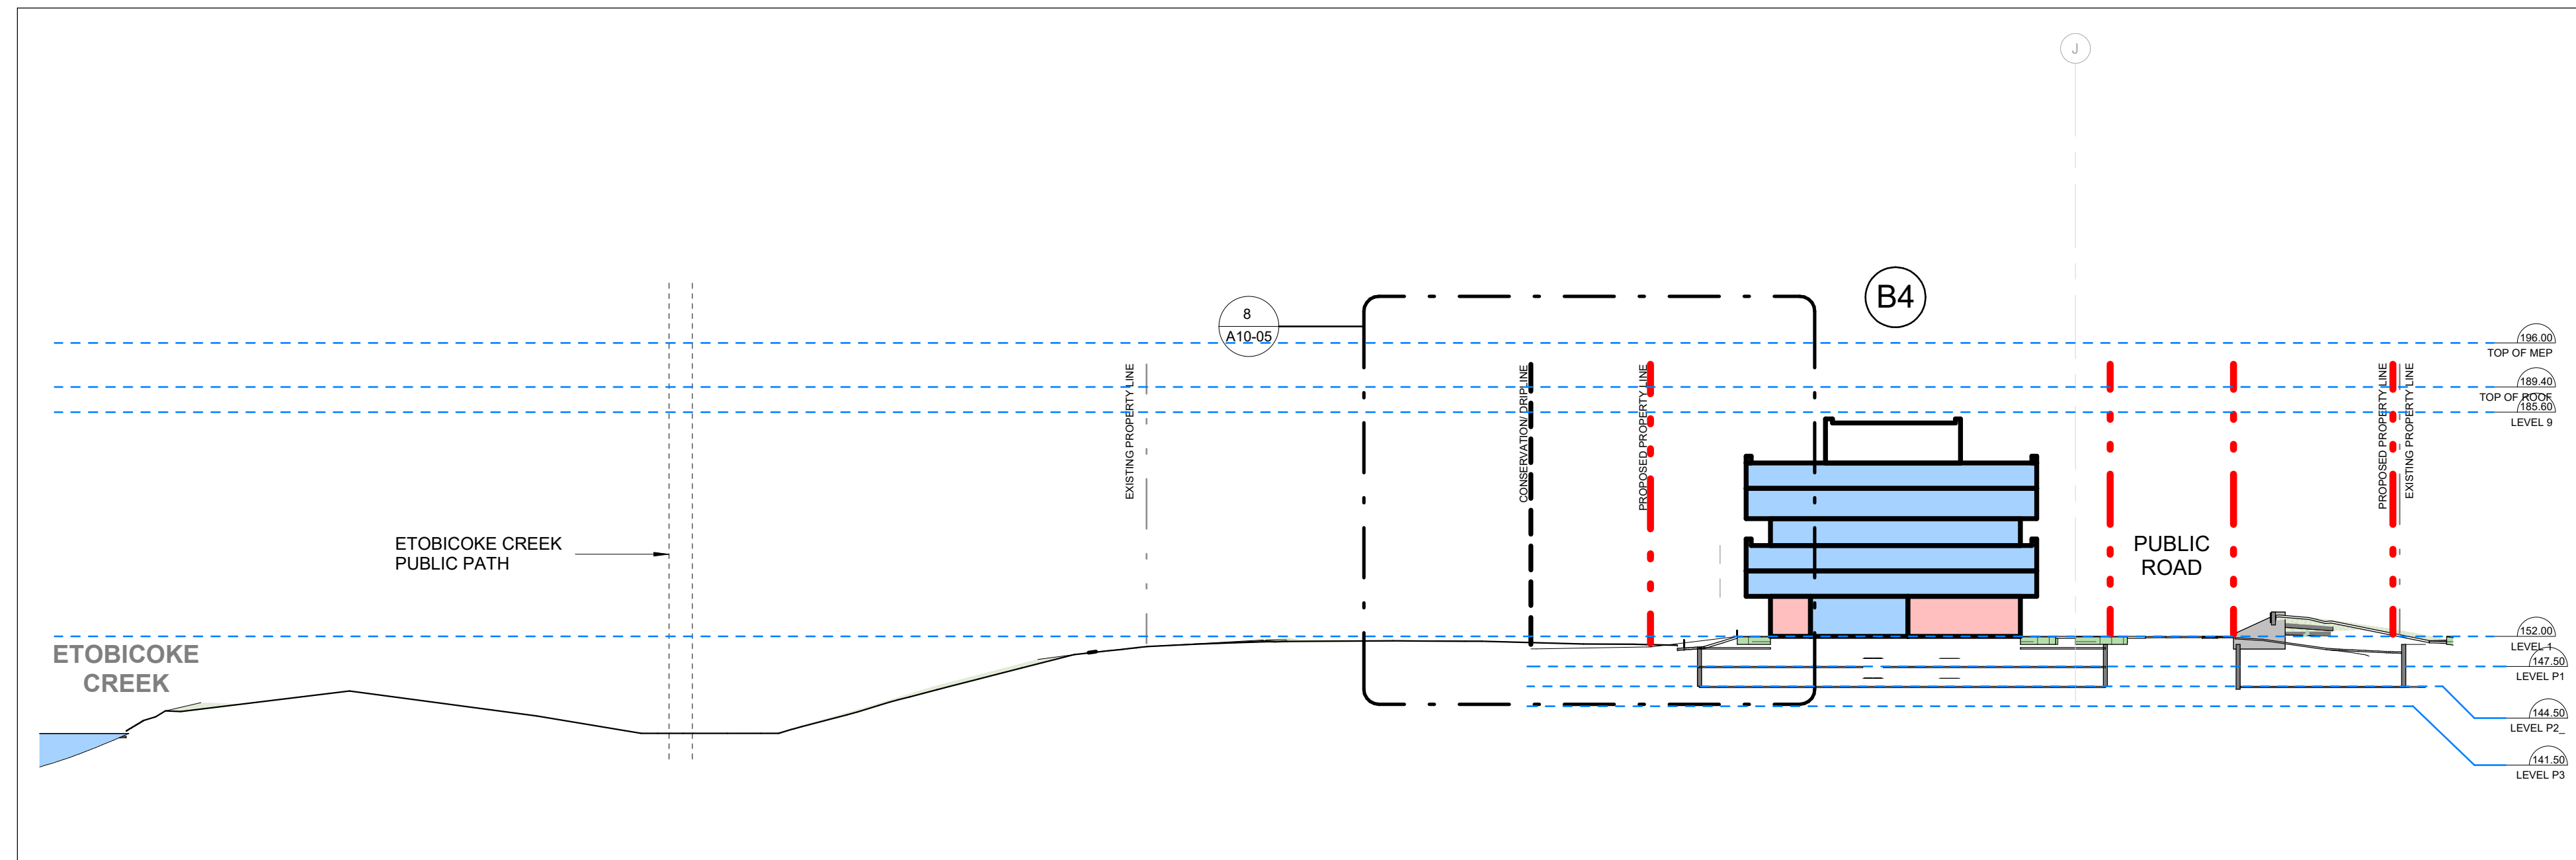 J
B4
8
A10-05
196.00
TOP OF MEP
189.40
TOP OF ROOF
185.60
LEVEL 9
EXISTING PROPERTY LINE
CONSERVATION/ DRIPLINE
PROPOSED PROPERTY LINE
PROPOSED PROPERTY LINE
EXISTING PROPERTY LINE
ETOBICOKE CREEK
PUBLIC PATH
PUBLIC
ROAD
ETOBICOKE
CREEK
152.00
LEVEL 1
147.50
LEVEL P1
144.50
LEVEL P2_
141.50
LEVEL P3